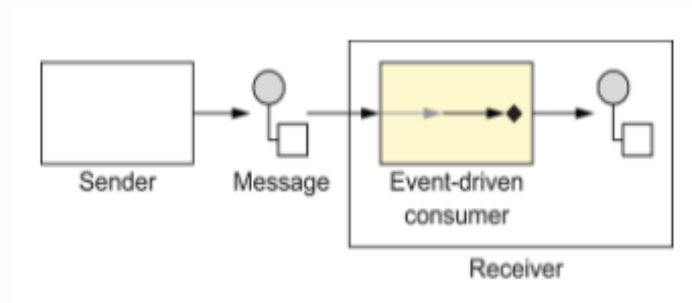 Sender
Message
Event-driven
consumer
Receiver